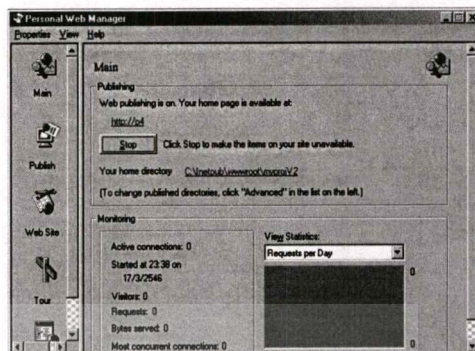 Personal Web Manager
Properties View Help
Main
Publish
Web Site
Tour
Main
Publishing
Web publishing is on. Your home page is available at:
http://p4
Stop
Click Stop to make the items on your site unavailable.
Your home directory
(To change published directories, click "Advanced" in the list on the left.)
Monitoring
Active connections: 0
Started at 23:38 on
17/3/2546
Visitors: 0
Requests: 0
Bytes served: 0
Most concurrent connections: 0
View Statistics:
Requests per Day
0
0